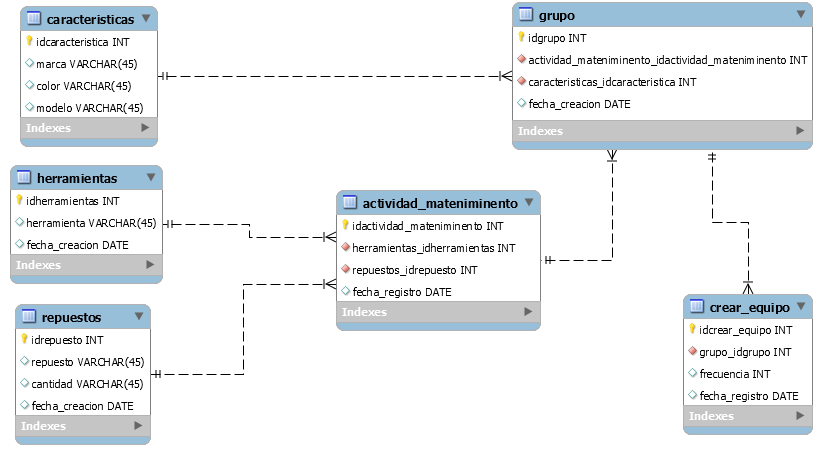 caracteristicas
idcaracteristica INT
marca VARCHAR(45)
color VARCHAR(45)
modelo VARCHAR(45)
Indexes
grupo
idgrupo INT
actividad_mateniminento_idactividad_mateniminento INT
caracteristicas_idcaracteristica INT
fecha_creacion DATE
Indexes
herramientas
idherramientas INT
herramienta VARCHAR(45)
fecha_creacion DATE
Indexes
actividad_mateniminento
idactividad_mateniminento INT
herramientas_idherramientas INT
repuestos_idrepuesto INT
fecha_registro DATE
Indexes
repuestos
idrepuesto INT
repuesto VARCHAR(45)
cantidad VARCHAR(45)
fecha_creacion DATE
Indexes
crear_equipo
idcrear_equipo INT
grupo_idgrupo INT
frecuencia INT
fecha_registro DATE
Indexes